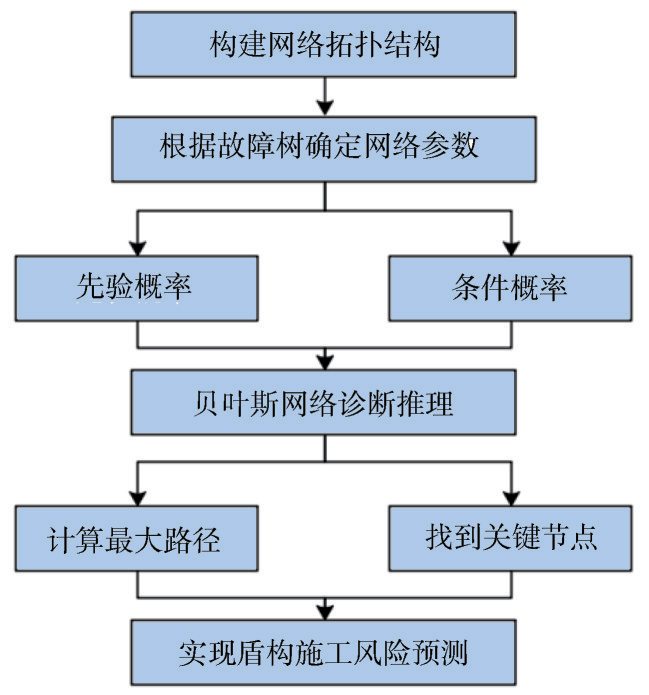 构建网络拓扑结构
根据故障树确定网络参数
先验概率
条件概率
贝叶斯网络诊断推理
计算最大路径
找到关键节点
实现盾构施工风险预测